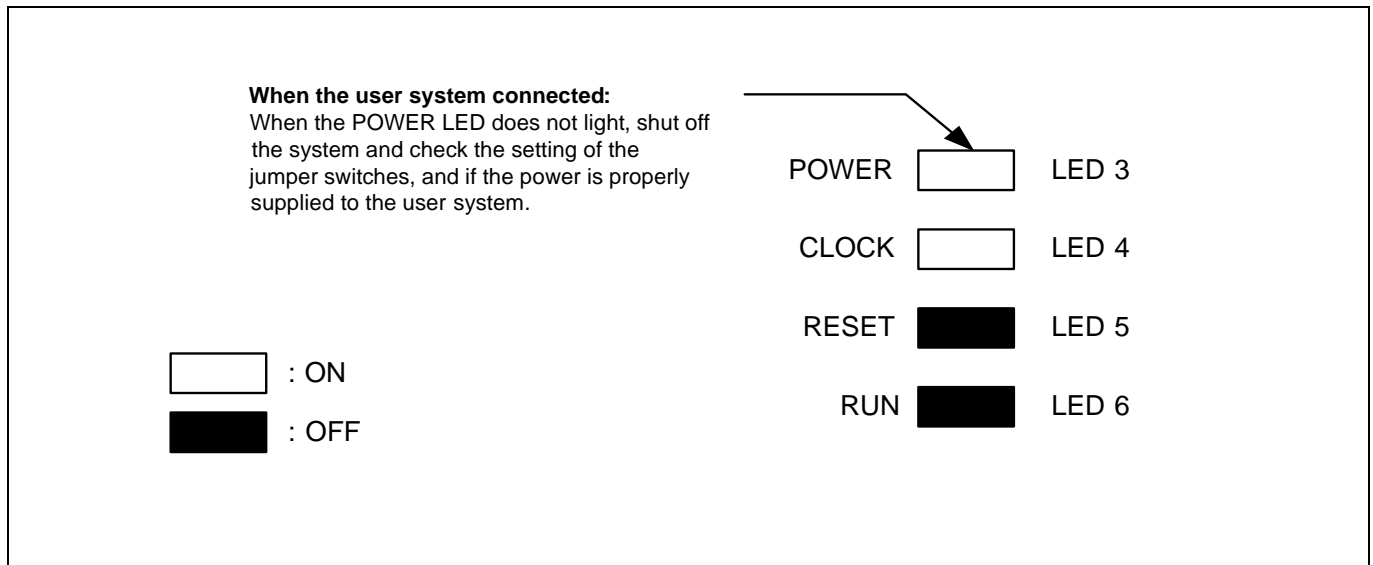 When the user system connected:
When the POWER LED does not light, shut off
the system and check the setting of the
jumper switches, and if the power is properly
supplied to the user system.
POWER LED 3
CLOCK LED 4
RESET LED 5
RUN LED 6
: ON
: OFF